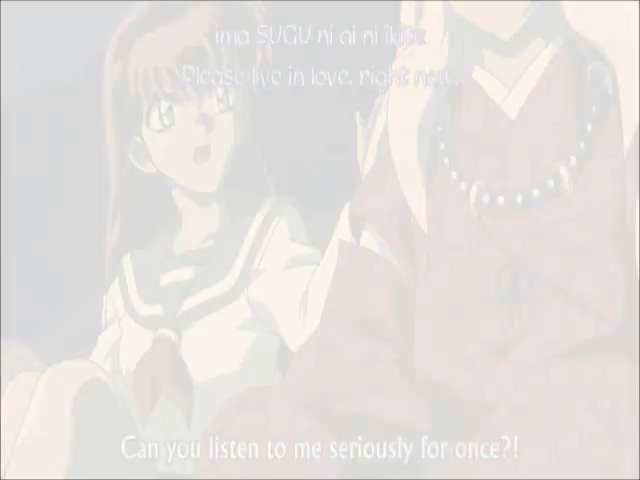 ima SUGU ni ai ni ikite
Please live in love, right now.
Can you listen to me seriously for once?!